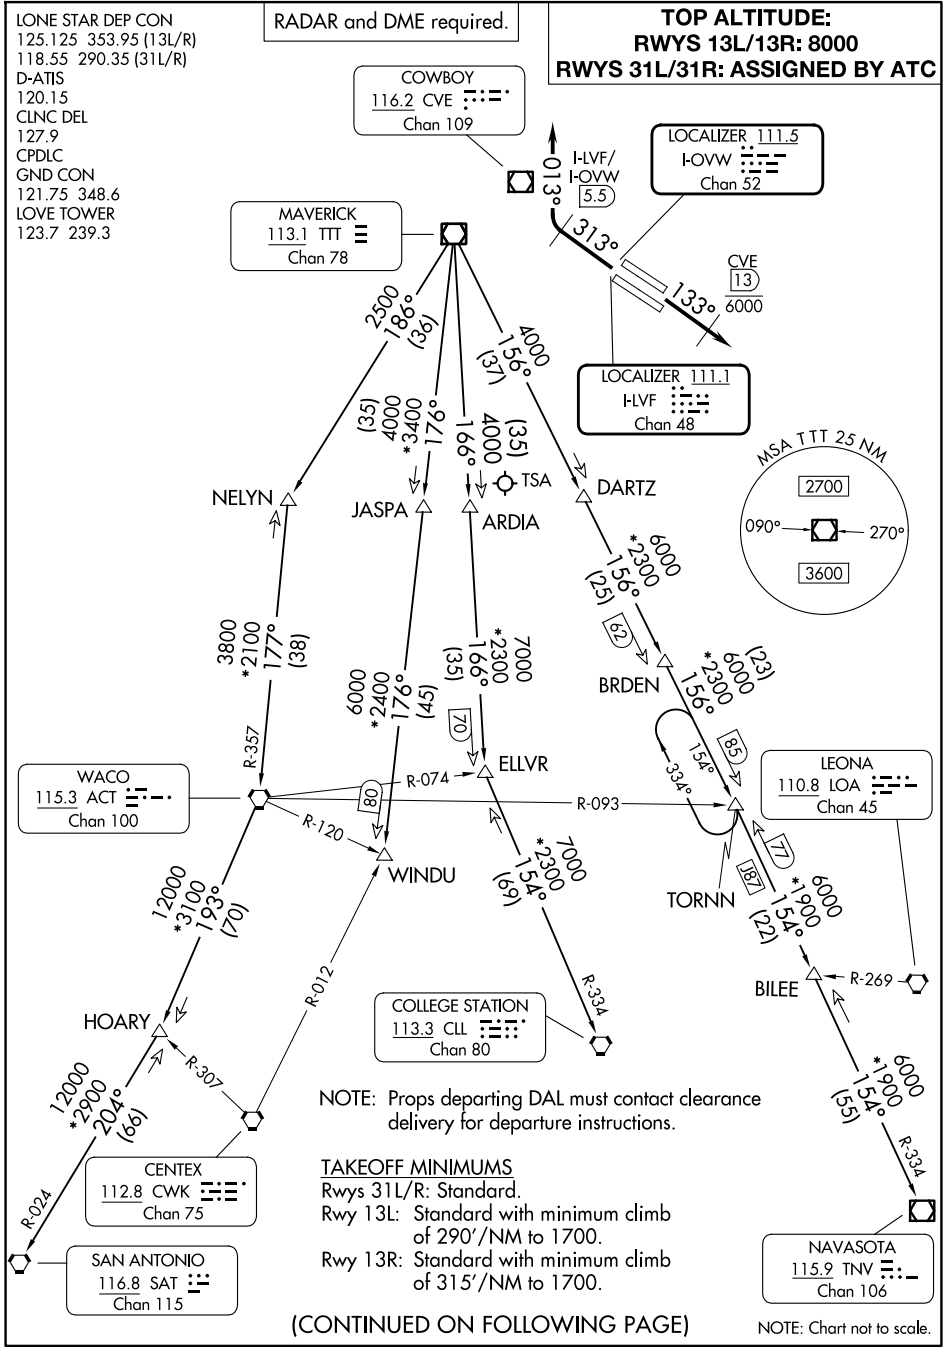 LONE STAR DEP CON
125.125 353.95 (13L/R)
118.55 290.35 (31L/R)
D-ATIS
120.15
CLNC DEL
127.9
CPDLC
GND CON
121.75 348.6
LOVE TOWER
123.7 239.3
RADAR and DME required.
TOP ALTITUDE:
RWYS 13L/13R: 8000
RWYS 31L/31R: ASSIGNED BY ATC
COWBOY
116.2 CVE
Chan 109
I-LVF/
I-OVW
5.5
013°
313°
LOCALIZER 111.5
I-OVW
Chan 52
MAVERICK
113.1 TTT
Chan 78
CVE
13
6000
133°
LOCALIZER 111.1
I-LVF
Chan 48
2500
186°
(36)
(35)
4000
*3400
176°
166°
4000
(35)
4000
156°
(37)
TSA
MSA TTT 25 NM
2700
090°
270°
3600
NELYN
JASPA
ARDIA
DARTZ
3800
*2100
177°
(38)
R-357
6000
*2400
176°
(45)
80
7000
*2300
166°
(35)
70
6000
*2300
156°
(25)
62
BRDEN
(23)
6000
*2300
156°
85
154°
334°
WACO
115.3 ACT
Chan 100
R-074
ELLVR
R-093
R-120
WINDU
TORNN
LEONA
110.8 LOA
Chan 45
77
J87
6000
*1900
154°
(22)
12000
*3100
193°
(70)
7000
*2300
154°
(69)
R-334
R-012
BILEE
R-269
HOARY
R-307
COLLEGE STATION
113.3 CLL
Chan 80
12000
*2900
204°
(66)
R-024
6000
*1900
154°
(55)
R-334
NOTE: Props departing DAL must contact clearance
delivery for departure instructions.
CENTEX
112.8 CWK
Chan 75
TAKEOFF MINIMUMS
Rwys 31L/R: Standard.
Rwy 13L: Standard with minimum climb
of 290'/NM to 1700.
Rwy 13R: Standard with minimum climb
of 315'/NM to 1700.
SAN ANTONIO
116.8 SAT
Chan 115
NAVASOTA
115.9 TNV
Chan 106
(CONTINUED ON FOLLOWING PAGE)
NOTE: Chart not to scale.